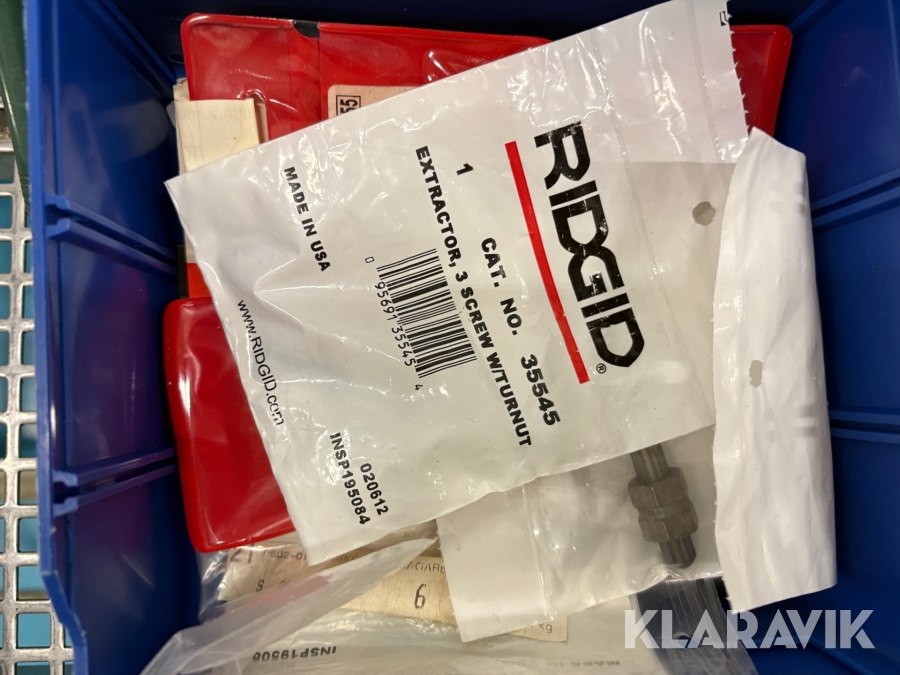 RIDGID®
CAT. NO. 35545
1
EXTRACTOR, 3 SCREW W/TURNUT
0 95691 35545 4
MADE IN USA
www.RIDGID.com
020612
INSP195084
6
INSP19508
KLARAVIK